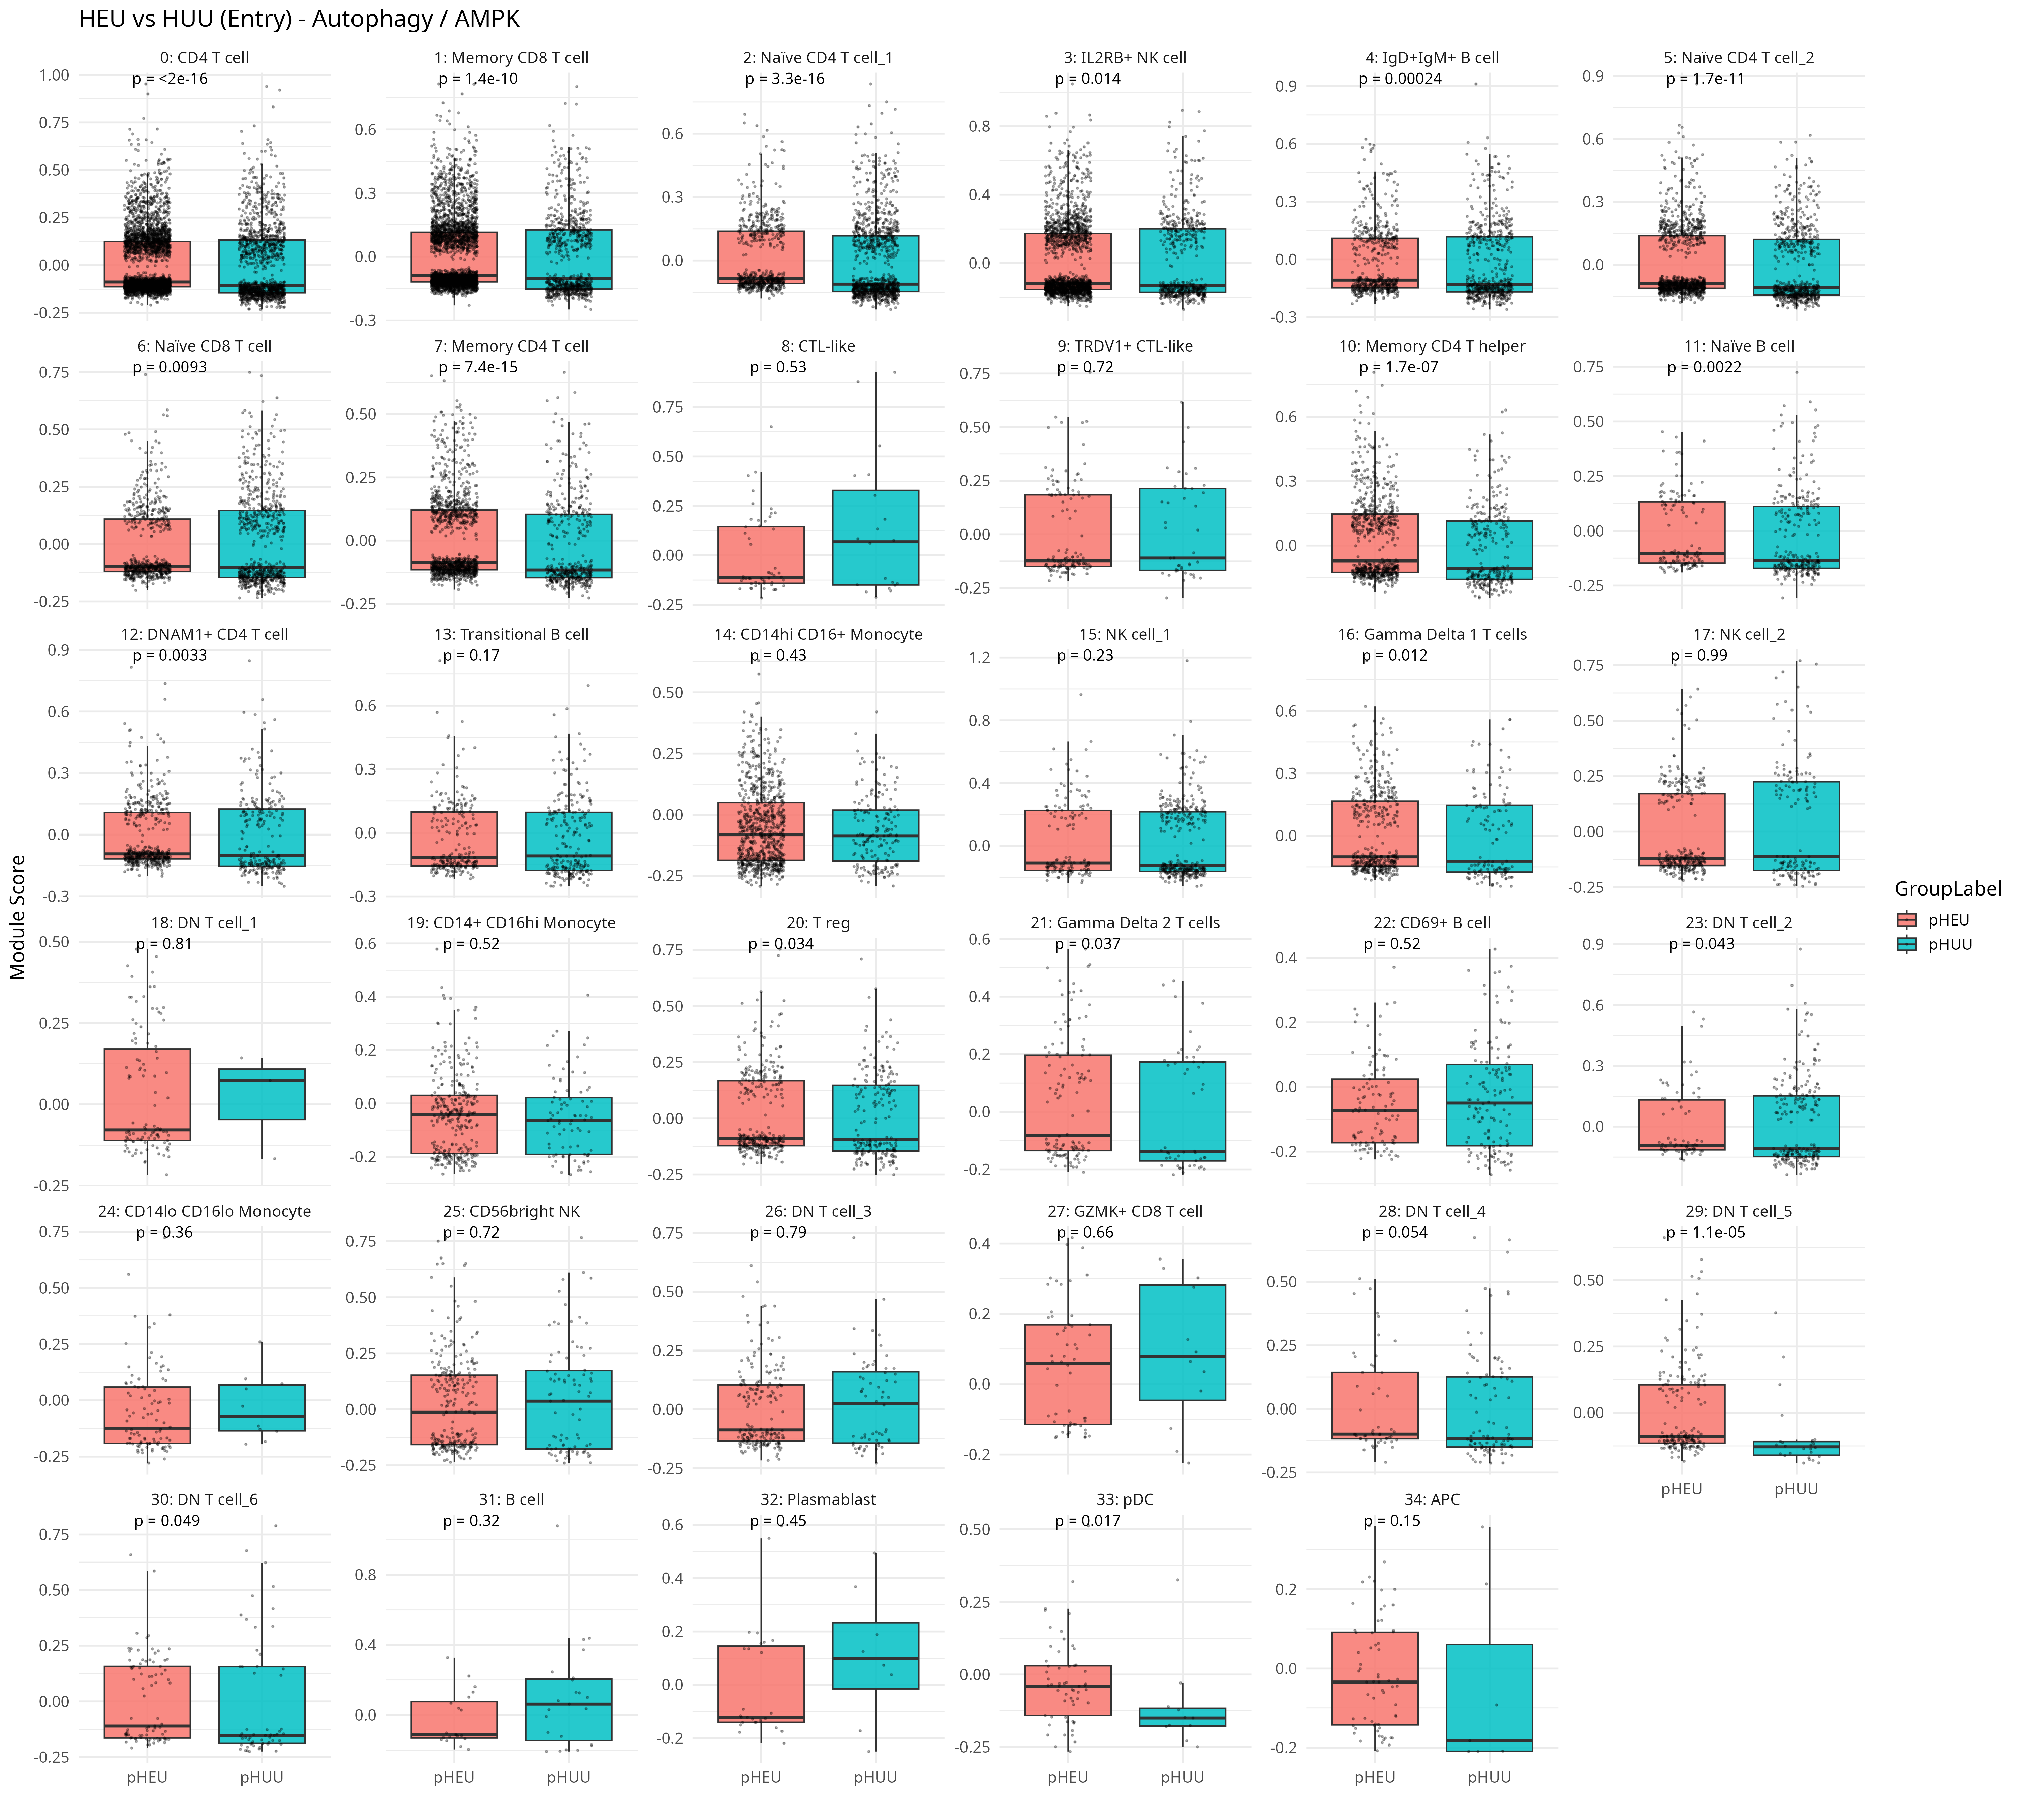 HEU vs HUU (Entry) - Autophagy / AMPK
0: CD4 T cell
p = <2e-16
1.00
0.75
0.50
0.25
0.00
-0.25
1: Memory CD8 T cell
p = 1.4e-10
0.6
0.3
0.0
-0.3
2: Naïve CD4 T cell_1
p = 3.3e-16
0.6
0.3
0.0
3: IL2RB+ NK cell
p = 0.014
0.8
0.4
0.0
4: IgD+IgM+ B cell
p = 0.00024
0.9
0.6
0.3
0.0
-0.3
5: Naïve CD4 T cell_2
p = 1.7e-11
0.9
0.6
0.3
0.0
6: Naïve CD8 T cell
p = 0.0093
0.75
0.50
0.25
0.00
-0.25
7: Memory CD4 T cell
p = 7.4e-15
0.50
0.25
0.00
-0.25
8: CTL-like
p = 0.53
0.75
0.50
0.25
0.00
-0.25
9: TRDV1+ CTL-like
p = 0.72
0.75
0.50
0.25
0.00
-0.25
10: Memory CD4 T helper
p = 1.7e-07
0.6
0.3
0.0
11: Naïve B cell
p = 0.0022
0.75
0.50
0.25
0.00
-0.25
12: DNAM1+ CD4 T cell
p = 0.0033
0.9
0.6
0.3
0.0
-0.3
13: Transitional B cell
p = 0.17
0.6
0.3
0.0
-0.3
14: CD14hi CD16+ Monocyte
p = 0.43
0.50
0.25
0.00
-0.25
15: NK cell_1
p = 0.23
1.2
0.8
0.4
0.0
16: Gamma Delta 1 T cells
p = 0.012
0.6
0.3
0.0
17: NK cell_2
p = 0.99
0.75
0.50
0.25
0.00
-0.25
Module Score
18: DN T cell_1
p = 0.81
0.50
0.25
0.00
-0.25
19: CD14+ CD16hi Monocyte
p = 0.52
0.6
0.4
0.2
0.0
-0.2
20: T reg
p = 0.034
0.75
0.50
0.25
0.00
-0.25
21: Gamma Delta 2 T cells
p = 0.037
0.6
0.4
0.2
0.0
-0.2
22: CD69+ B cell
p = 0.52
0.4
0.2
0.0
-0.2
23: DN T cell_2
p = 0.043
0.9
0.6
0.3
0.0
GroupLabel
pHEU
pHUU
24: CD14lo CD16lo Monocyte
p = 0.36
0.75
0.50
0.25
0.00
-0.25
25: CD56bright NK
p = 0.72
0.75
0.50
0.25
0.00
-0.25
26: DN T cell_3
p = 0.79
0.75
0.50
0.25
0.00
-0.25
27: GZMK+ CD8 T cell
p = 0.66
0.4
0.2
0.0
-0.2
28: DN T cell_4
p = 0.054
0.50
0.25
0.00
-0.25
29: DN T cell_5
p = 1.1e-05
0.50
0.25
0.00
pHEU pHUU
30: DN T cell_6
p = 0.049
0.75
0.50
0.25
0.00
-0.25
pHEU pHUU
31: B cell
p = 0.32
0.8
0.4
0.0
pHEU pHUU
32: Plasmablast
p = 0.45
0.6
0.4
0.2
0.0
-0.2
pHEU pHUU
33: pDC
p = 0.017
0.50
0.25
0.00
-0.25
pHEU pHUU
34: APC
p = 0.15
0.2
0.0
-0.2
pHEU pHUU